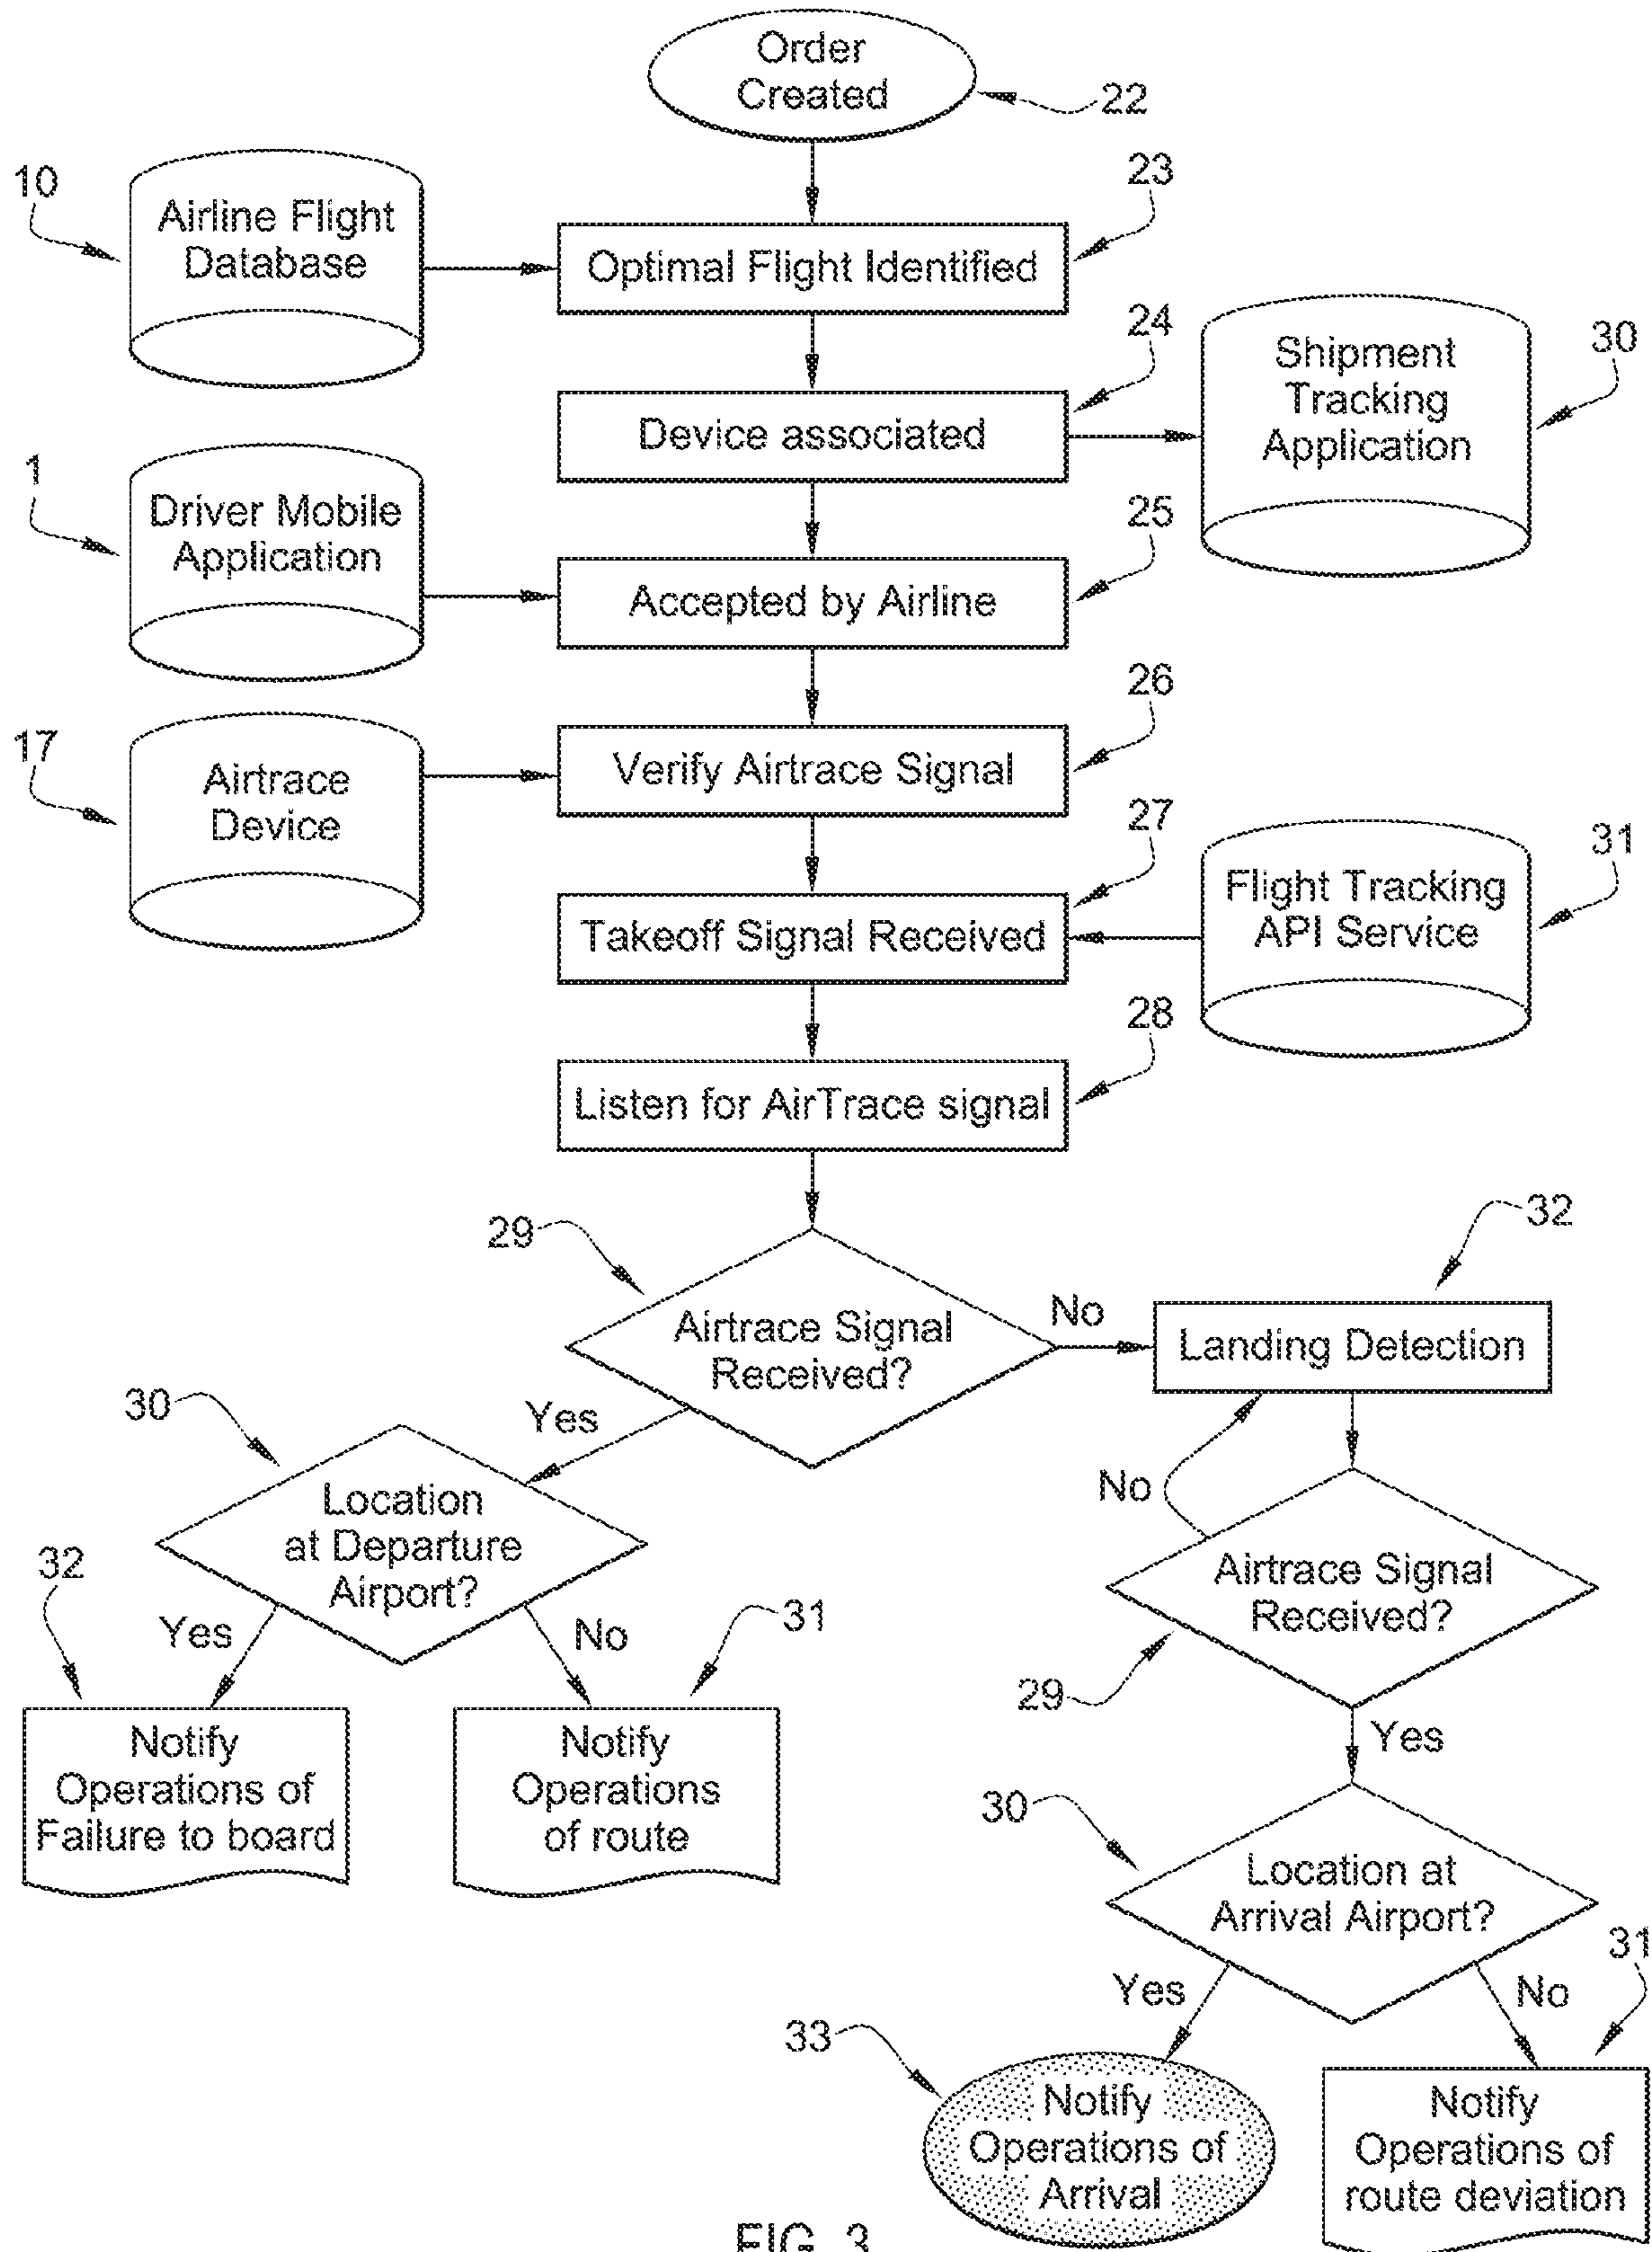 Order
Created
22
10
Airline Flight
Database
23
Optimal Flight Identified
24
Device associated
Shipment
Tracking
Application
30
1
Driver Mobile
Application
25
Accepted by Airline
26
17
Airtrace
Device
Verify Airtrace Signal
27
Takeoff Signal Received
Flight Tracking
API Service
31
28
Listen for AirTrace signal
29
Airtrace Signal
Received?
No
32
Landing Detection
Yes
30
Location
at Departure
Airport?
No
Airtrace Signal
Received?
29
32
Yes
No
31
Notify
Operations of
Failure to board
Notify
Operations
of route
Yes
30
Location at
Arrival Airport?
Yes
No
31
33
Notify
Operations of
Arrival
Notify
Operations of
route deviation
FIG. 3